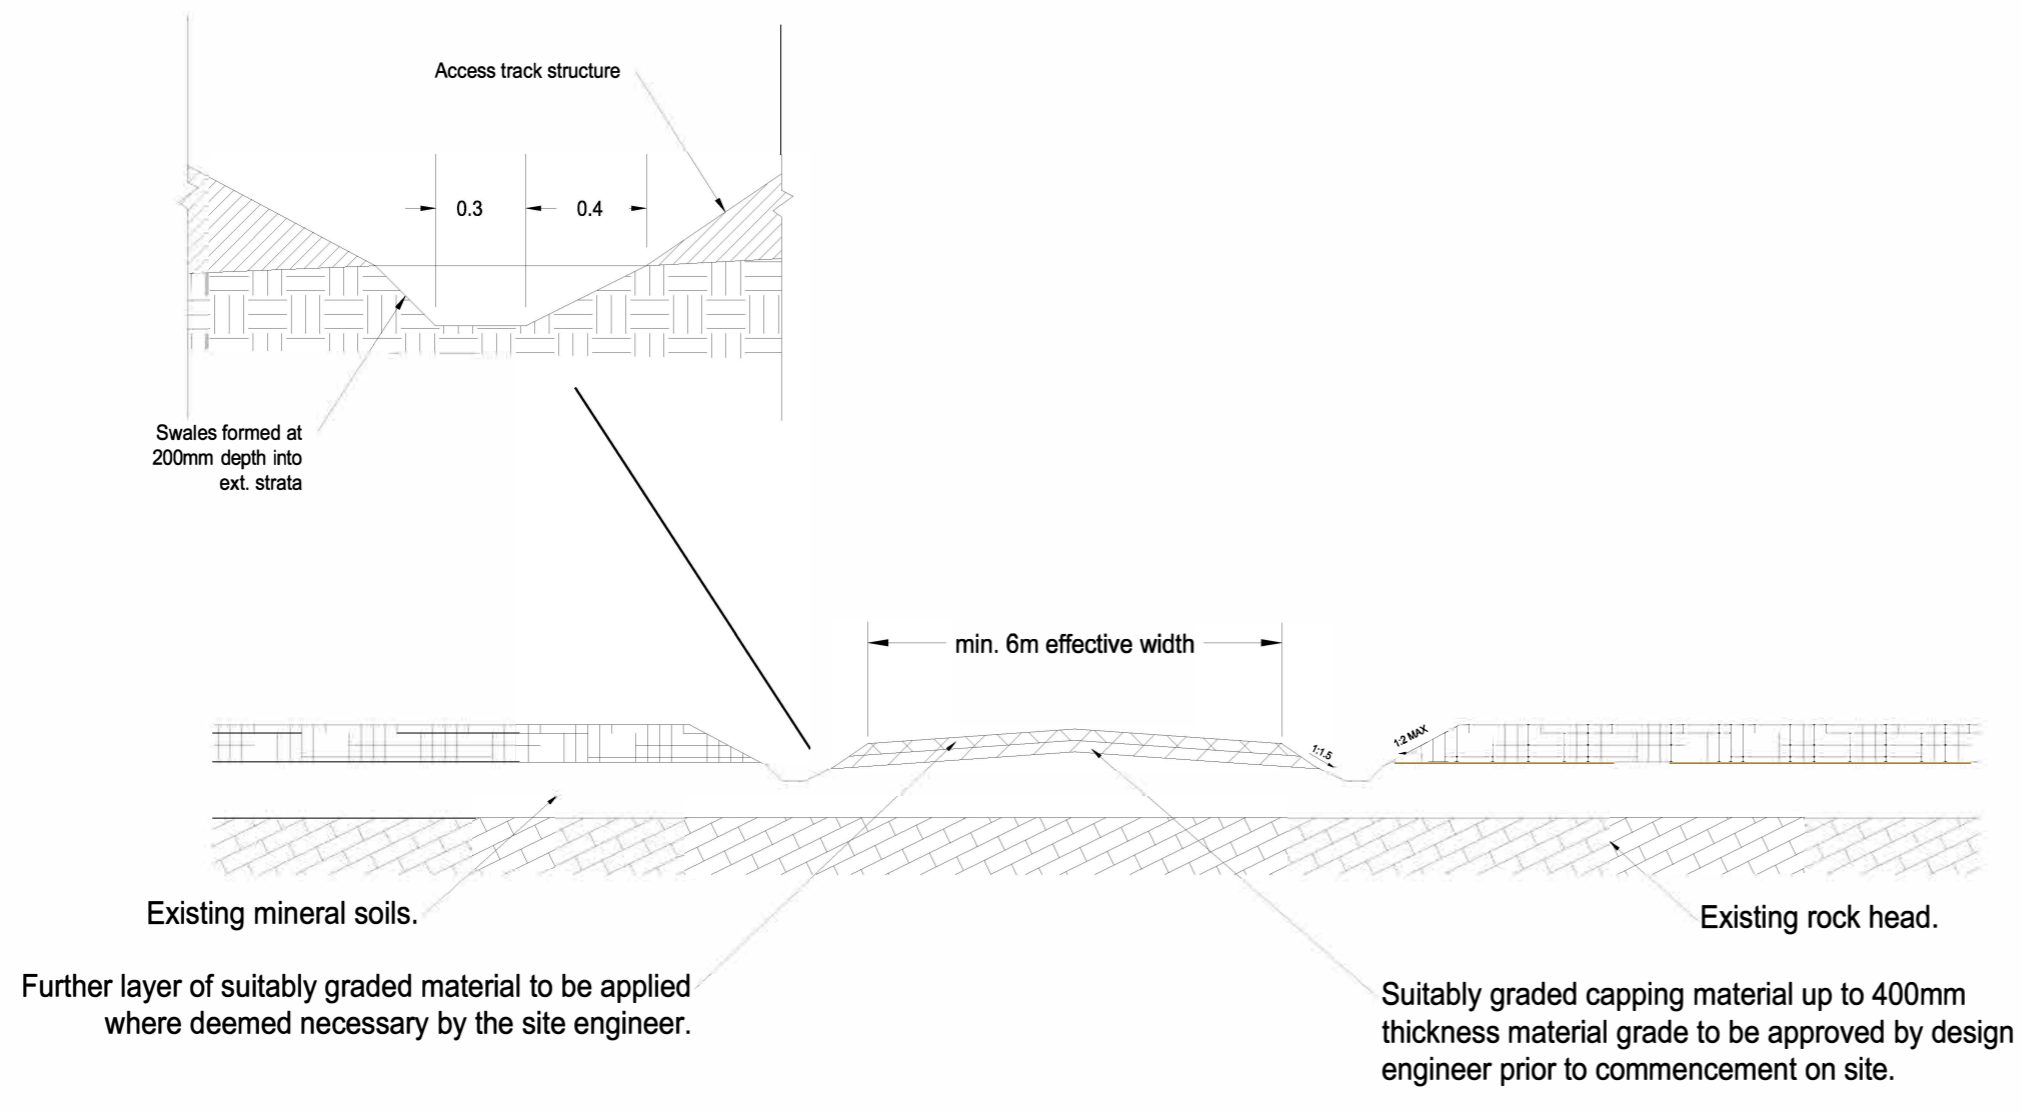 Access track structure
0.3
0.4
Swales formed at
200mm depth into
ext. strata
min. 6m effective width
1:1.5
1:2 MAX
Existing mineral soils.
Existing rock head.
Further layer of suitably graded material to be applied
where deemed necessary by the site engineer.
Suitably graded capping material up to 400mm
thickness material grade to be approved by design
engineer prior to commencement on site.